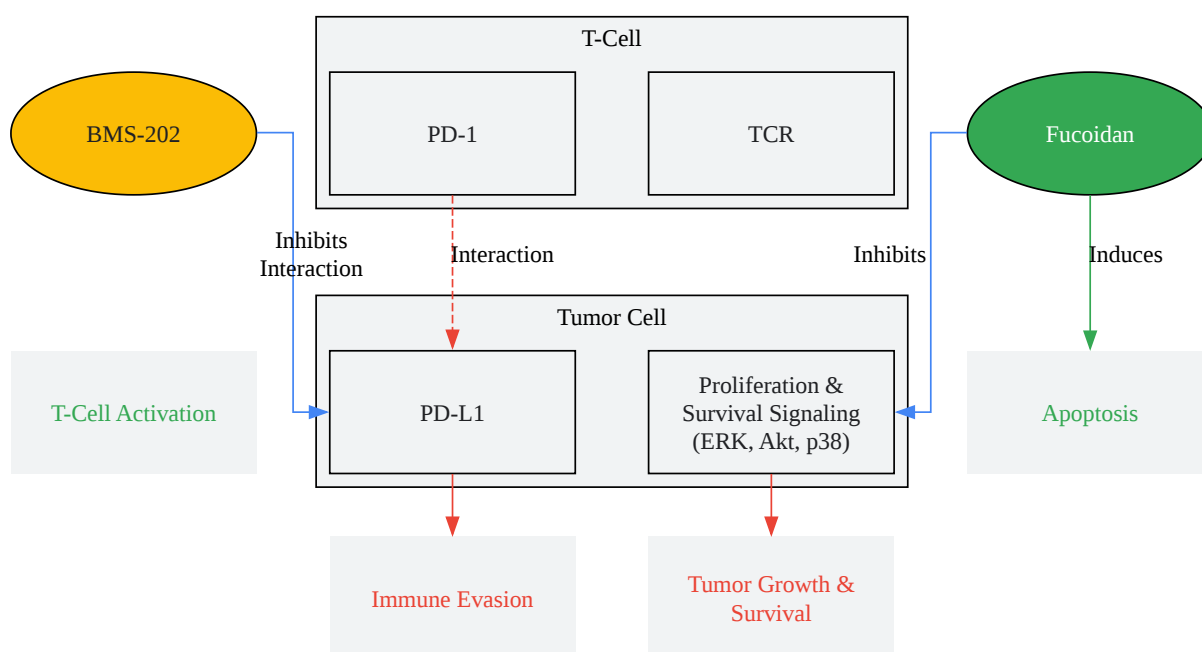 T-Cell
BMS-202
PD-1
TCR
Fucoidan
Inhibits
Interaction
Interaction
Inhibits
Induces
Tumor Cell
T-Cell Activation
PD-L1
Proliferation &
Survival Signaling
(ERK, Akt, p38)
Apoptosis
Immune Evasion
Tumor Growth &
Survival